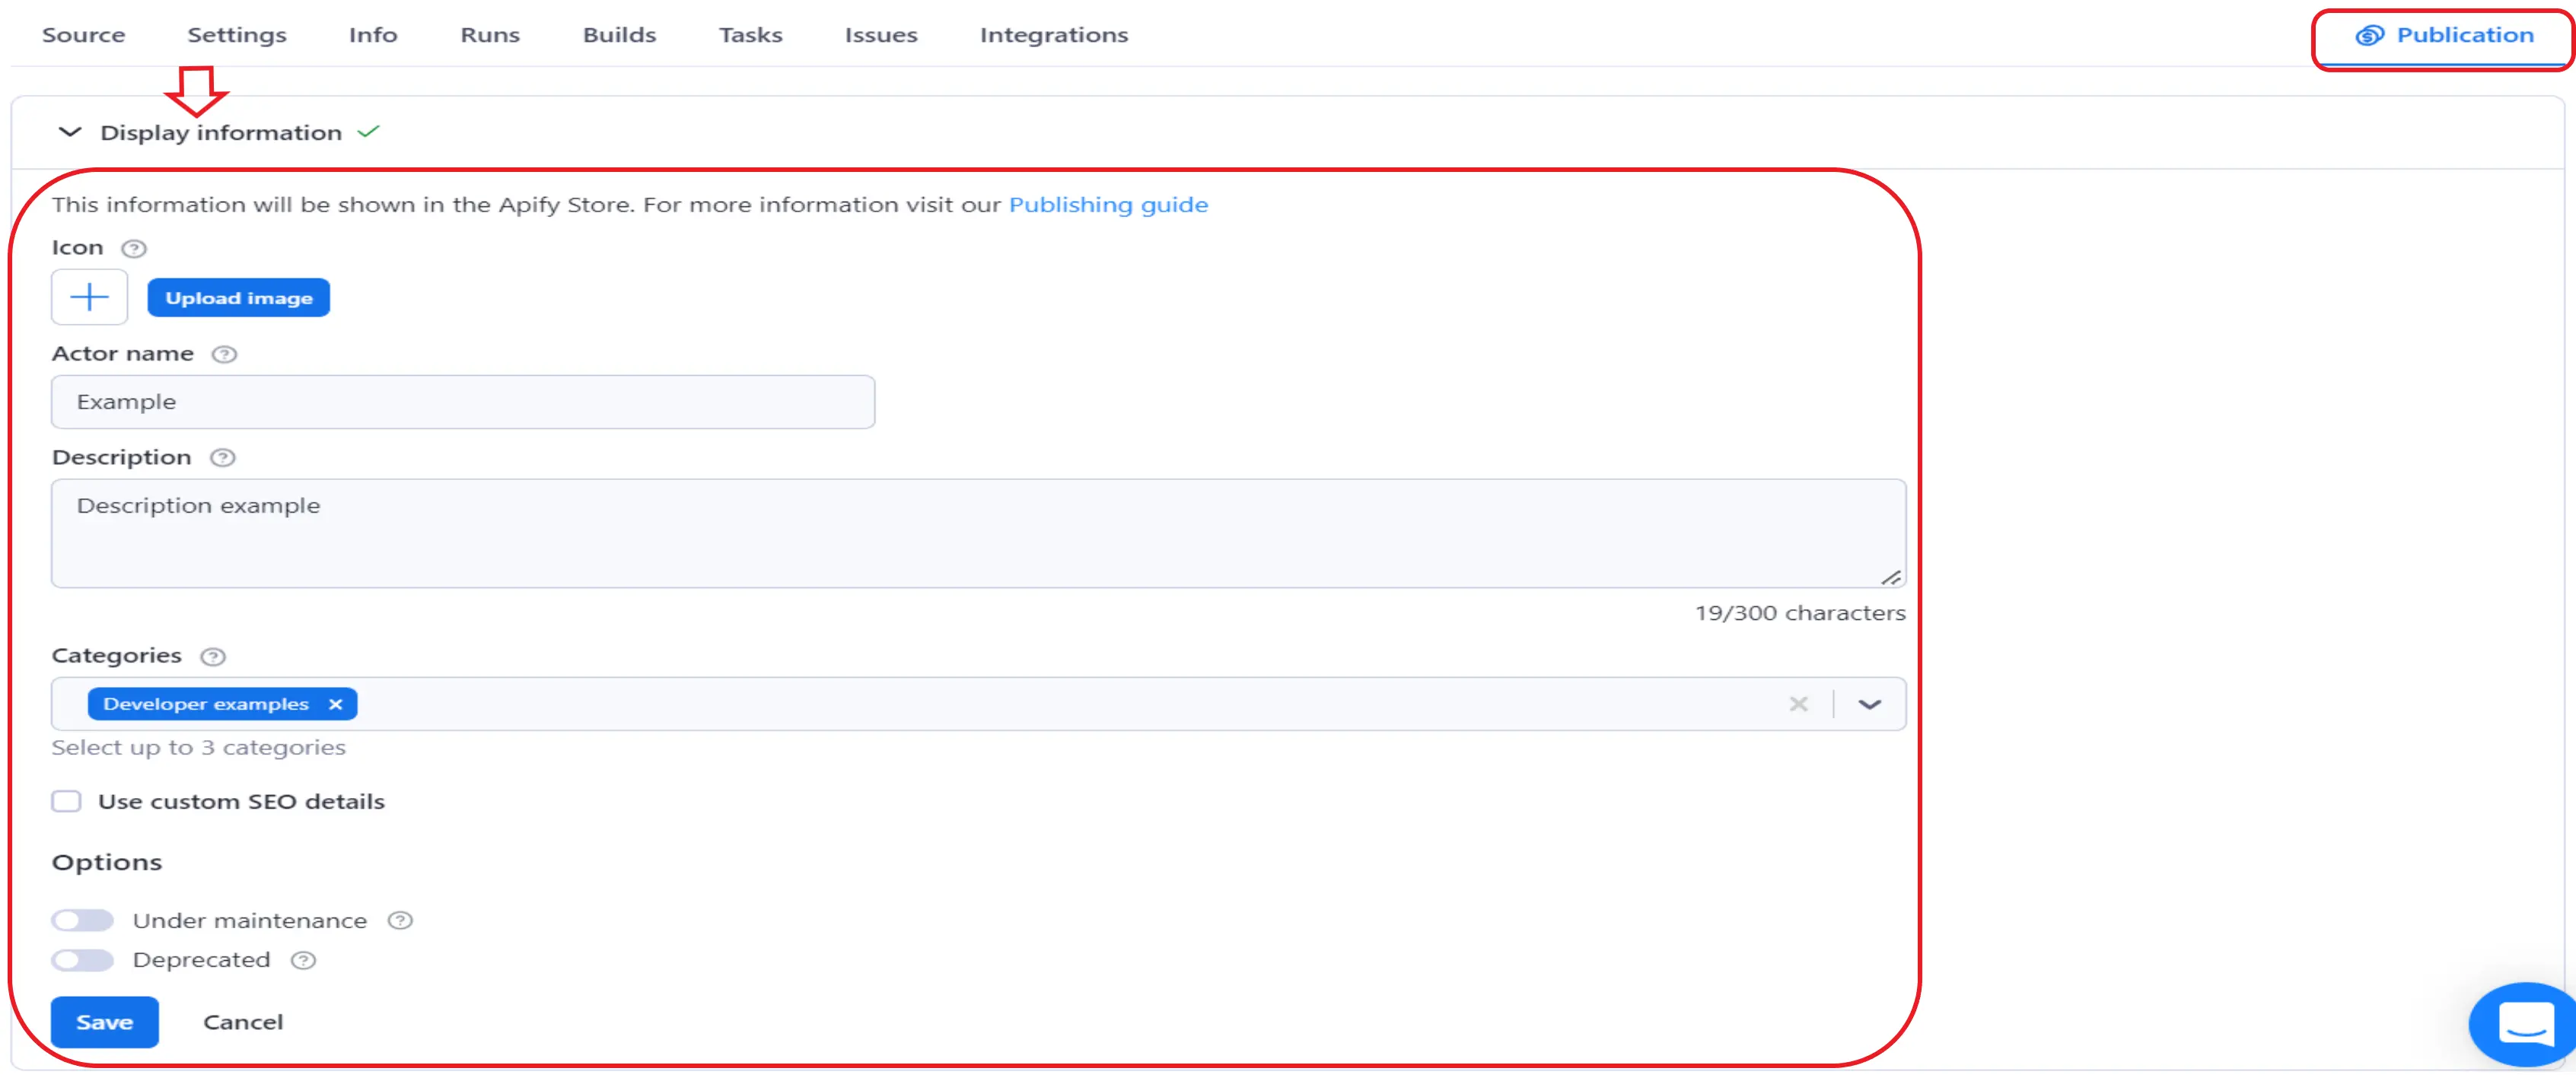 Source Settings Info Runs Builds Tasks Issues Integrations Publication
Display information
This information will be shown in the Apify Store. For more information visit our Publishing guide
Icon
Upload image
Actor name
Example
Description
Description example
19/300 characters
Categories
Developer examples
Select up to 3 categories
Use custom SEO details
Options
Under maintenance
Deprecated
Save Cancel